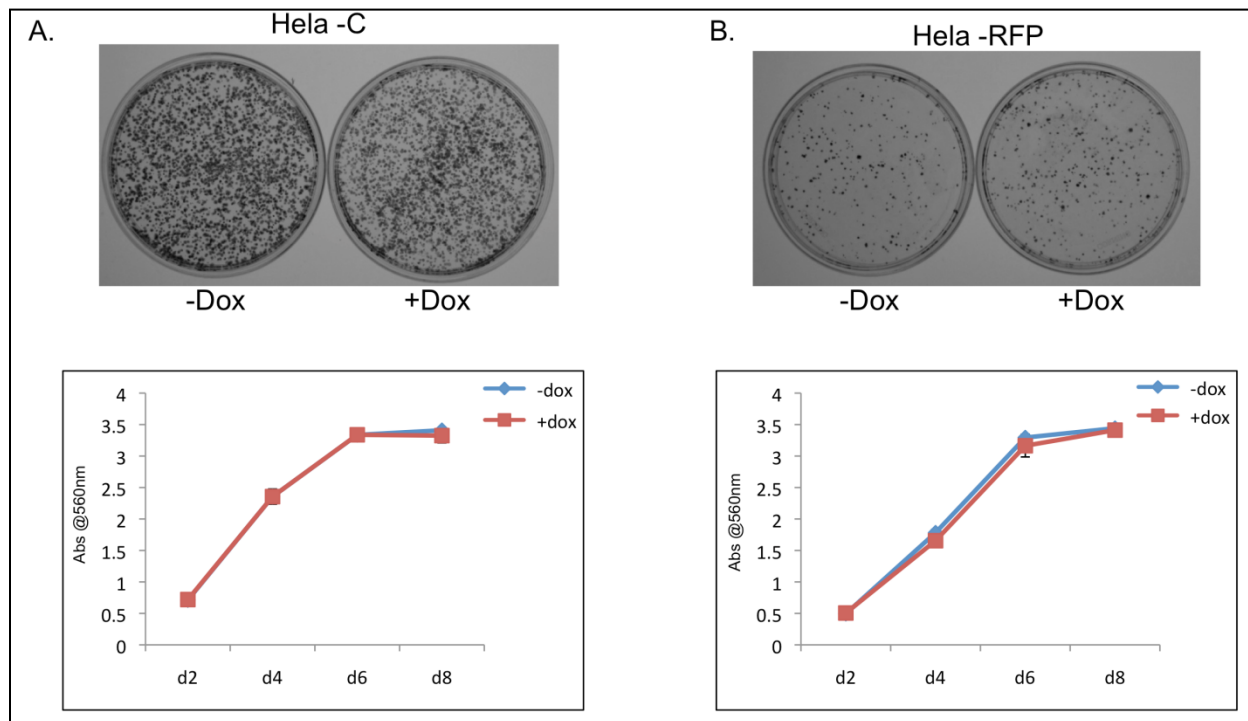 A.
Hela -C
-Dox
+Dox
4
3.5
3
2.5
2
1.5
1
0.5
0
Abs @560nm
d2 d4 d6 d8
-dox
+dox
B.
Hela -RFP
-Dox
+Dox
4
3.5
3
2.5
2
1.5
1
0.5
0
Abs @560nm
d2 d4 d6 d8
-dox
+dox